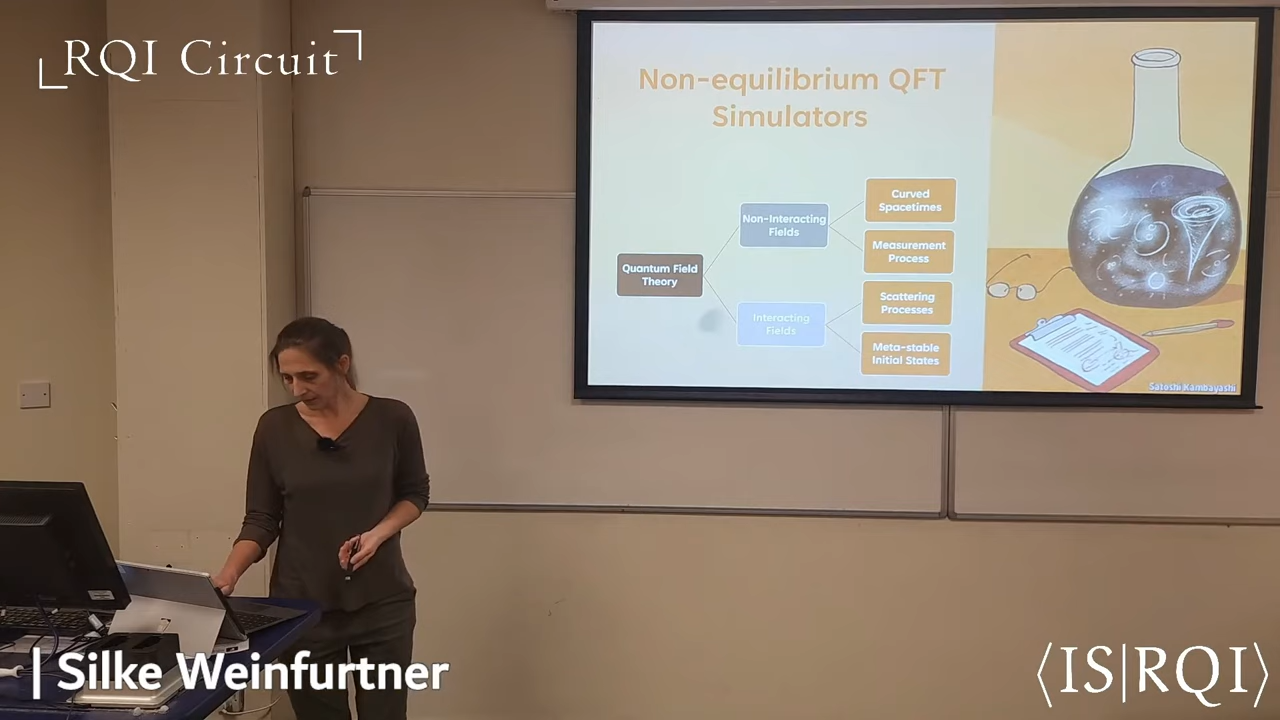 RQI Circuit
Non-equilibrium QFT
Simulators
Curved
Spacetimes
Non-Interacting
Fields
Measurement
Process
Quantum Field
Theory
Scattering
Processes
Interacting
Fields
Meta-stable
Initial States
Satoshi Kambayashi
| Silke Weinfurtner
⟨IS|RQI⟩